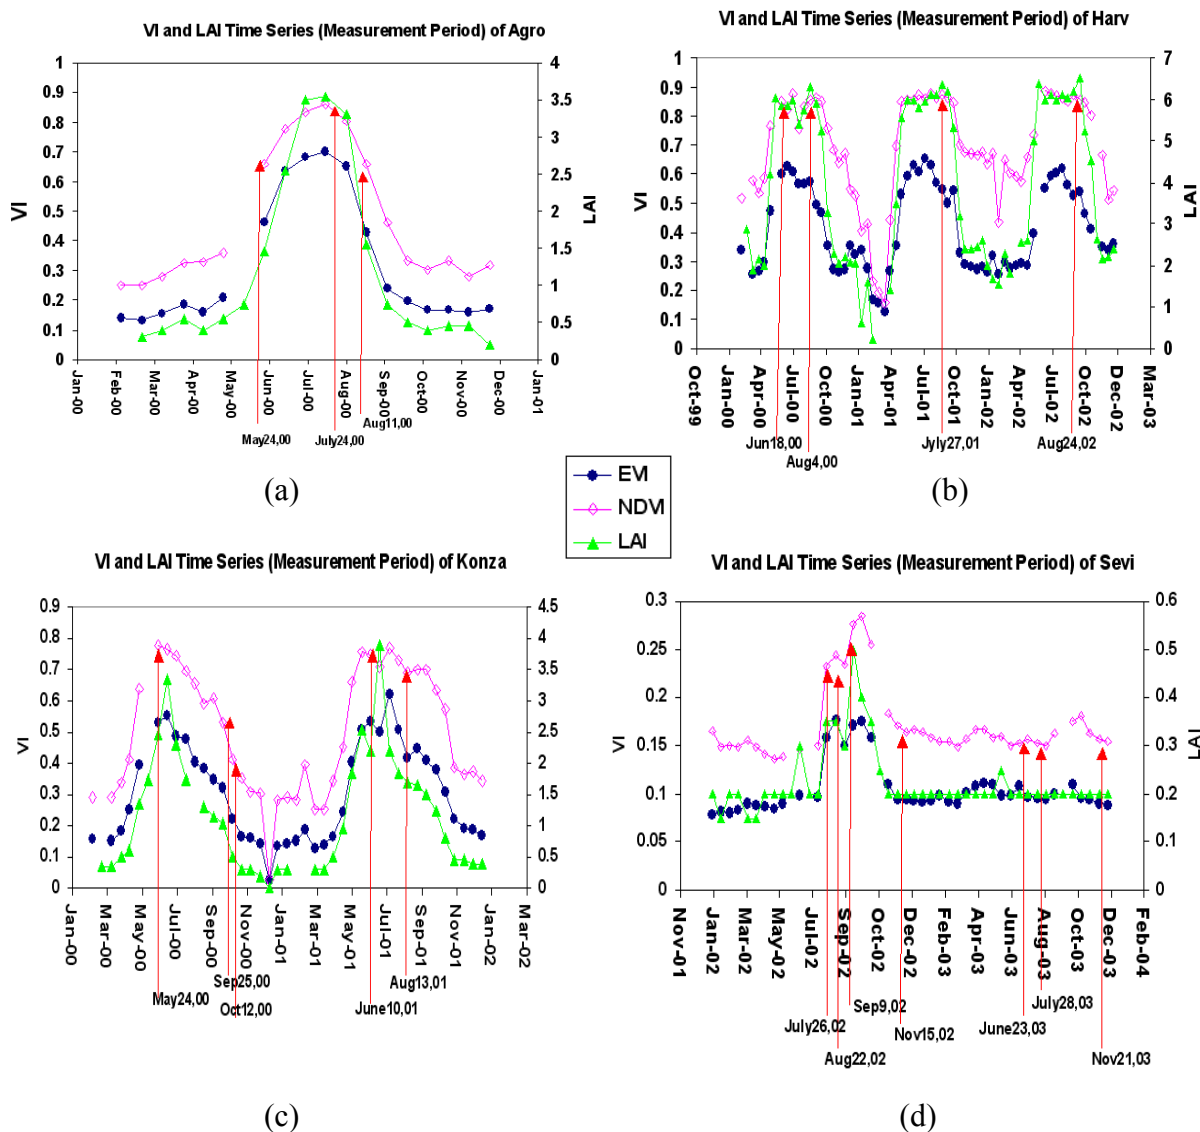 VI and LAI Time Series (Measurement Period) of Agro
1
0.9
0.8
0.7
0.6
0.5
0.4
0.3
0.2
0.1
0
VI
4
3.5
3
2.5
2
1.5
1
0.5
0
LAI
Jan-00
Feb-00
Mar-00
Apr-00
May-00
Jun-00
Jul-00
Aug-00
Sep-00
Oct-00
Nov-00
Dec-00
Jan-01
May24,00
July24,00
Aug11,00
(a)
VI and LAI Time Series (Measurement Period) of Harv
1
0.9
0.8
0.7
0.6
0.5
0.4
0.3
0.2
0.1
0
VI
7
6
5
4
3
2
1
0
LAI
Oct-99
Jan-00
Apr-00
Jul-00
Oct-00
Jan-01
Apr-01
Jul-01
Oct-01
Jan-02
Apr-02
Jul-02
Oct-02
Dec-02
Mar-03
Jun18,00
Aug4,00
Jyly27,01
Aug24,02
(b)
EVI
NDVI
LAI
VI and LAI Time Series (Measurement Period) of Konza
0.9
0.8
0.7
0.6
0.5
0.4
0.3
0.2
0.1
0
VI
4.5
4
3.5
3
2.5
2
1.5
1
0.5
0
LAI
Jan-00
Mar-00
May-00
Jul-00
Sep-00
Nov-00
Jan-01
Mar-01
May-01
Jul-01
Sep-01
Nov-01
Jan-02
Mar-02
May24,00
Sep25,00
Oct12,00
June10,01
Aug13,01
(c)
VI and LAI Time Series (Measurement Period) of Sevi
0.3
0.25
0.2
0.15
0.1
0.05
0
VI
0.6
0.5
0.4
0.3
0.2
0.1
0
LAI
Nov-01
Jan-02
Mar-02
May-02
Jul-02
Sep-02
Oct-02
Dec-02
Feb-03
Apr-03
Jun-03
Aug-03
Oct-03
Dec-03
Feb-04
July26,02
Aug22,02
Sep9,02
Nov15,02
June23,03
July28,03
Nov21,03
(d)